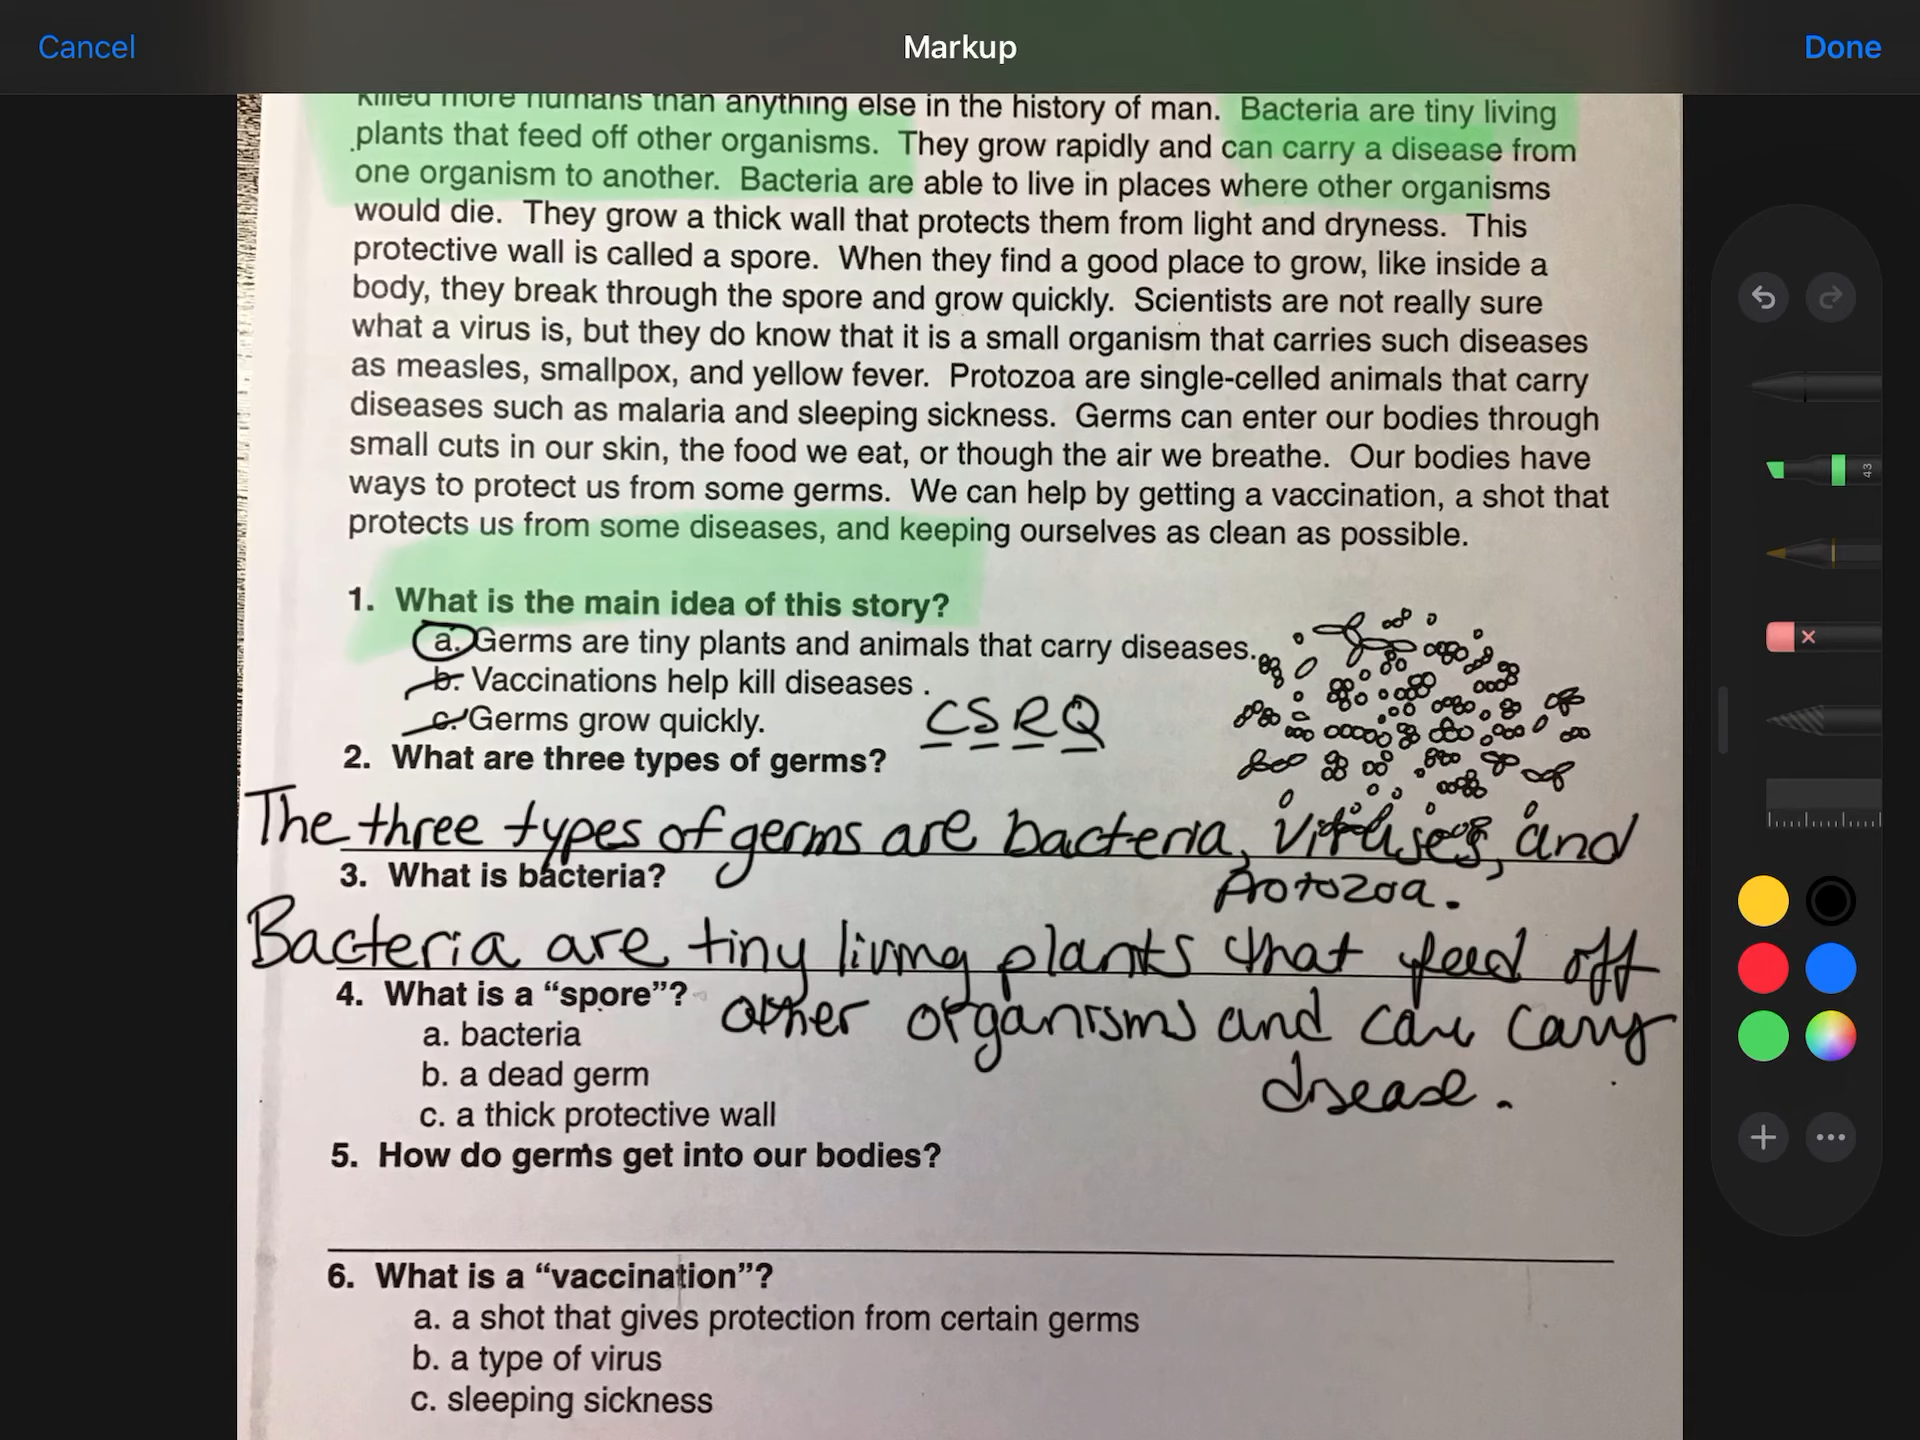 Cancel
Markup
Done
killed more humans than anything else in the history of man. Bacteria are tiny living
plants that feed off other organisms. They grow rapidly and can carry a disease from
one organism to another. Bacteria are able to live in places where other organisms
would die. They grow a thick wall that protects them from light and dryness. This
protective wall is called a spore. When they find a good place to grow, like inside a
body, they break through the spore and grow quickly. Scientists are not really sure
what a virus is, but they do know that it is a small organism that carries such diseases
as measles, smallpox, and yellow fever. Protozoa are single-celled animals that carry
diseases such as malaria and sleeping sickness. Germs can enter our bodies through
small cuts in our skin, the food we eat, or though the air we breathe. Our bodies have
ways to protect us from some germs. We can help by getting a vaccination, a shot that
protects us from some diseases, and keeping ourselves as clean as possible.
1. What is the main idea of this story?
a. Germs are tiny plants and animals that carry diseases.
b. Vaccinations help kill diseases .
c. Germs grow quickly.
CSRQ
2. What are three types of germs?
The three types of germs are bacteria, viruses, and
protozoa.
3. What is bacteria?
Bacteria are tiny living plants that feed off
other organisms and can carry
disease.
4. What is a “spore”?
a. bacteria
b. a dead germ
c. a thick protective wall
5. How do germs get into our bodies?
6. What is a “vaccination”?
a. a shot that gives protection from certain germs
b. a type of virus
c. sleeping sickness
43